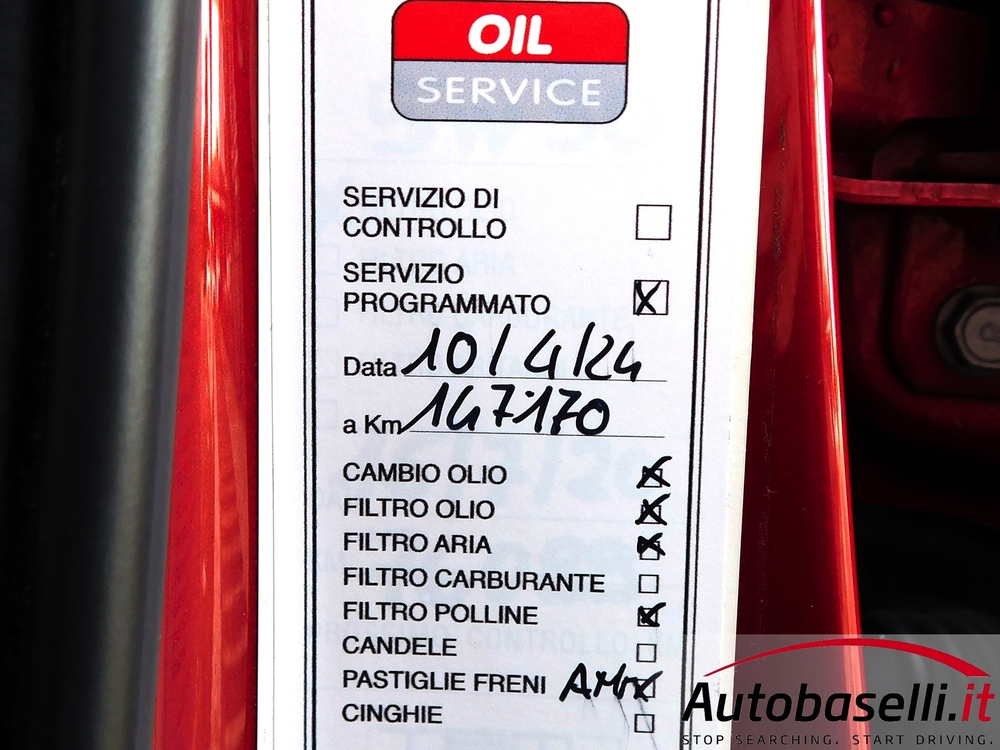 OIL
SERVICE
SERVIZIO DI
CONTROLLO
SERVIZIO
PROGRAMMATO X
Data 10/4/24
a Km 147170
CAMBIO OLIO X
FILTRO OLIO X
FILTRO ARIA X
FILTRO CARBURANTE
FILTRO POLLINE X
CANDELE
PASTIGLIE FRENI X
CINGHIE
Autobaselli.it
STOP SEARCHING. START DRIVING.